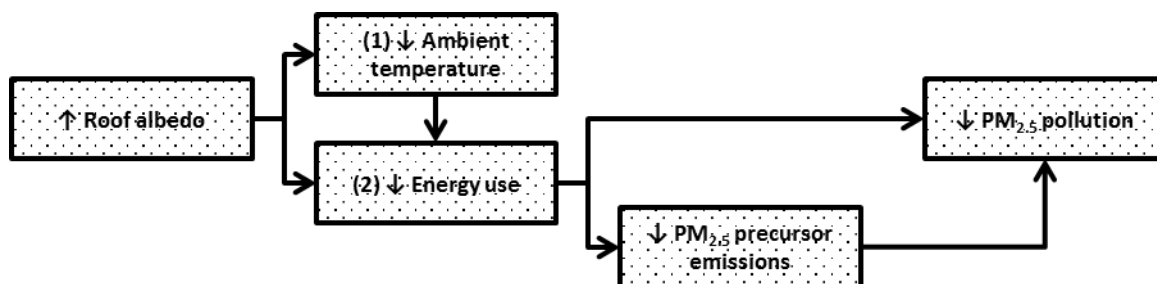 (1) ↓ Ambient
temperature
↑ Roof albedo
↓ PM2.5 pollution
(2) ↓ Energy use
↓ PM2.5 precursor
emissions